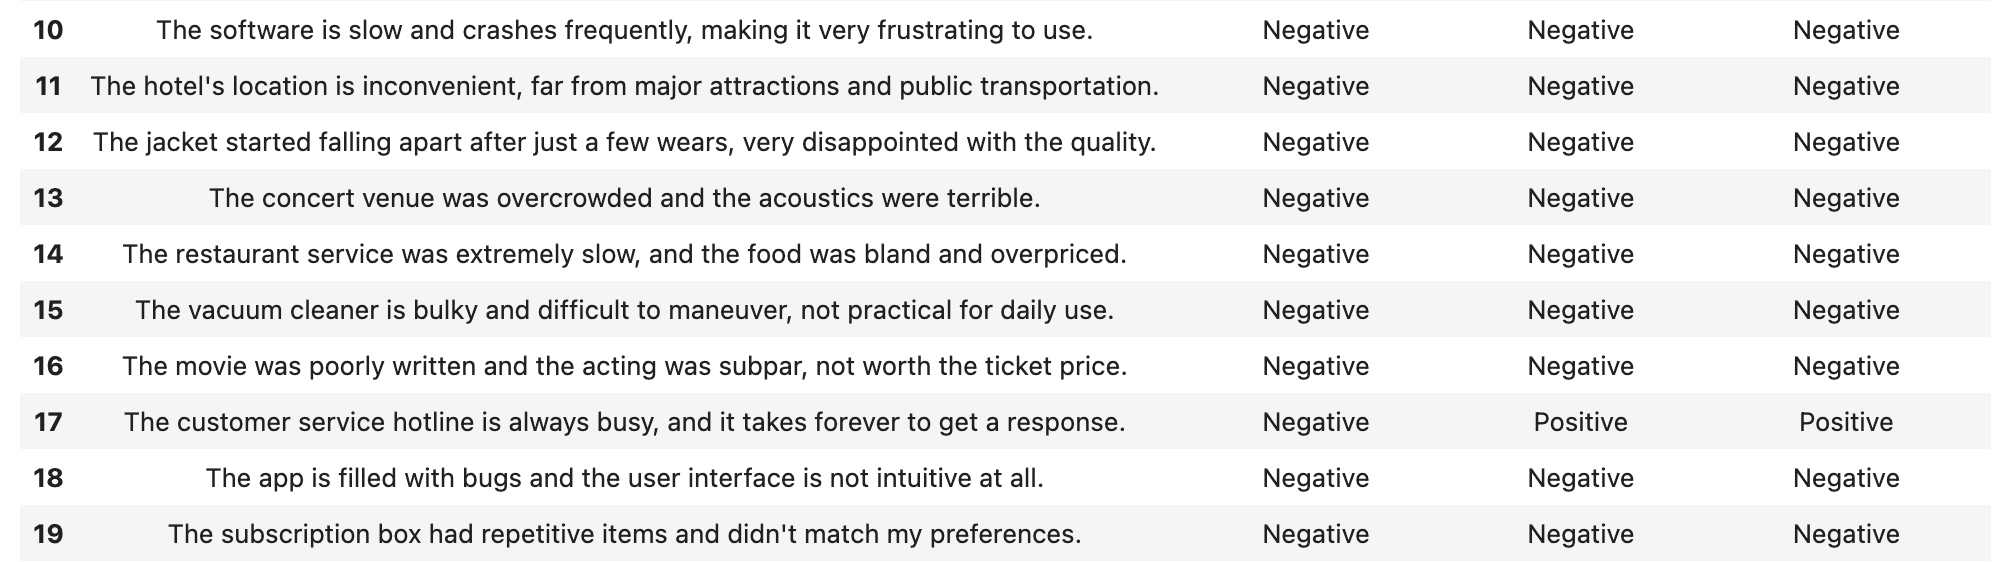 10 The software is slow and crashes frequently, making it very frustrating to use. Negative Negative Negative
11 The hotel's location is inconvenient, far from major attractions and public transportation. Negative Negative Negative
12 The jacket started falling apart after just a few wears, very disappointed with the quality. Negative Negative Negative
13 The concert venue was overcrowded and the acoustics were terrible. Negative Negative Negative
14 The restaurant service was extremely slow, and the food was bland and overpriced. Negative Negative Negative
15 The vacuum cleaner is bulky and difficult to maneuver, not practical for daily use. Negative Negative Negative
16 The movie was poorly written and the acting was subpar, not worth the ticket price. Negative Negative Negative
17 The customer service hotline is always busy, and it takes forever to get a response. Negative Positive Positive
18 The app is filled with bugs and the user interface is not intuitive at all. Negative Negative Negative
19 The subscription box had repetitive items and didn't match my preferences. Negative Negative Negative